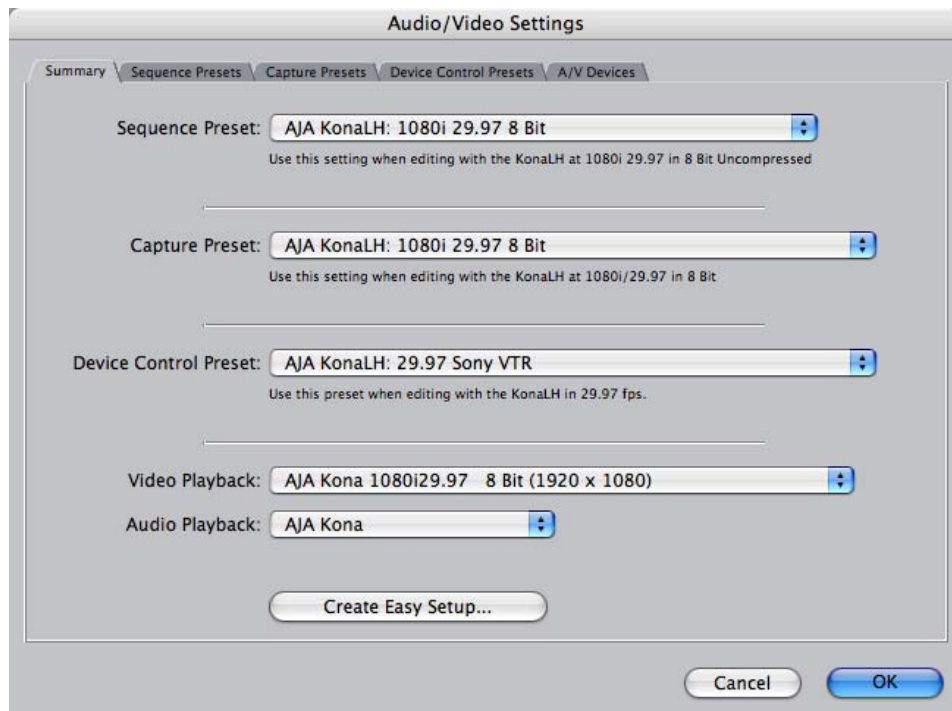 Audio/Video Settings
Summary Sequence Presets Capture Presets Device Control Presets A/V Devices
Sequence Preset: AJA KonaLH: 1080i 29.97 8 Bit
Use this setting when editing with the KonaLH at 1080i 29.97 in 8 Bit Uncompressed
Capture Preset: AJA KonaLH: 1080i 29.97 8 Bit
Use this setting when editing with the KonaLH at 1080i/29.97 in 8 Bit
Device Control Preset: AJA KonaLH: 29.97 Sony VTR
Use this preset when editing with the KonaLH in 29.97 fps.
Video Playback: AJA Kona 1080i29.97 8 Bit (1920 x 1080)
Audio Playback: AJA Kona
Create Easy Setup...
Cancel OK